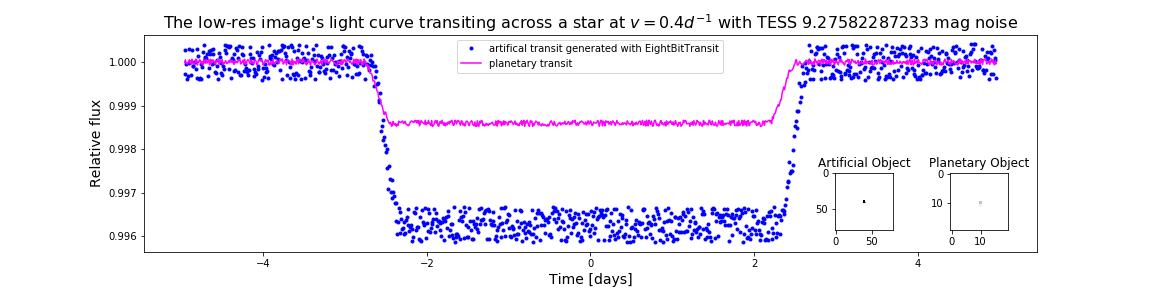 The low-res image's light curve transiting across a star at v = 0.4d⁻¹ with TESS 9.27582287233 mag noise
artifical transit generated with EightBitTransit
planetary transit
Relative flux
1.000
0.999
0.998
0.997
0.996
Artificial Object
0
50
0 50
Planetary Object
0
10
0 10
−4 −2 0 2 4
Time [days]